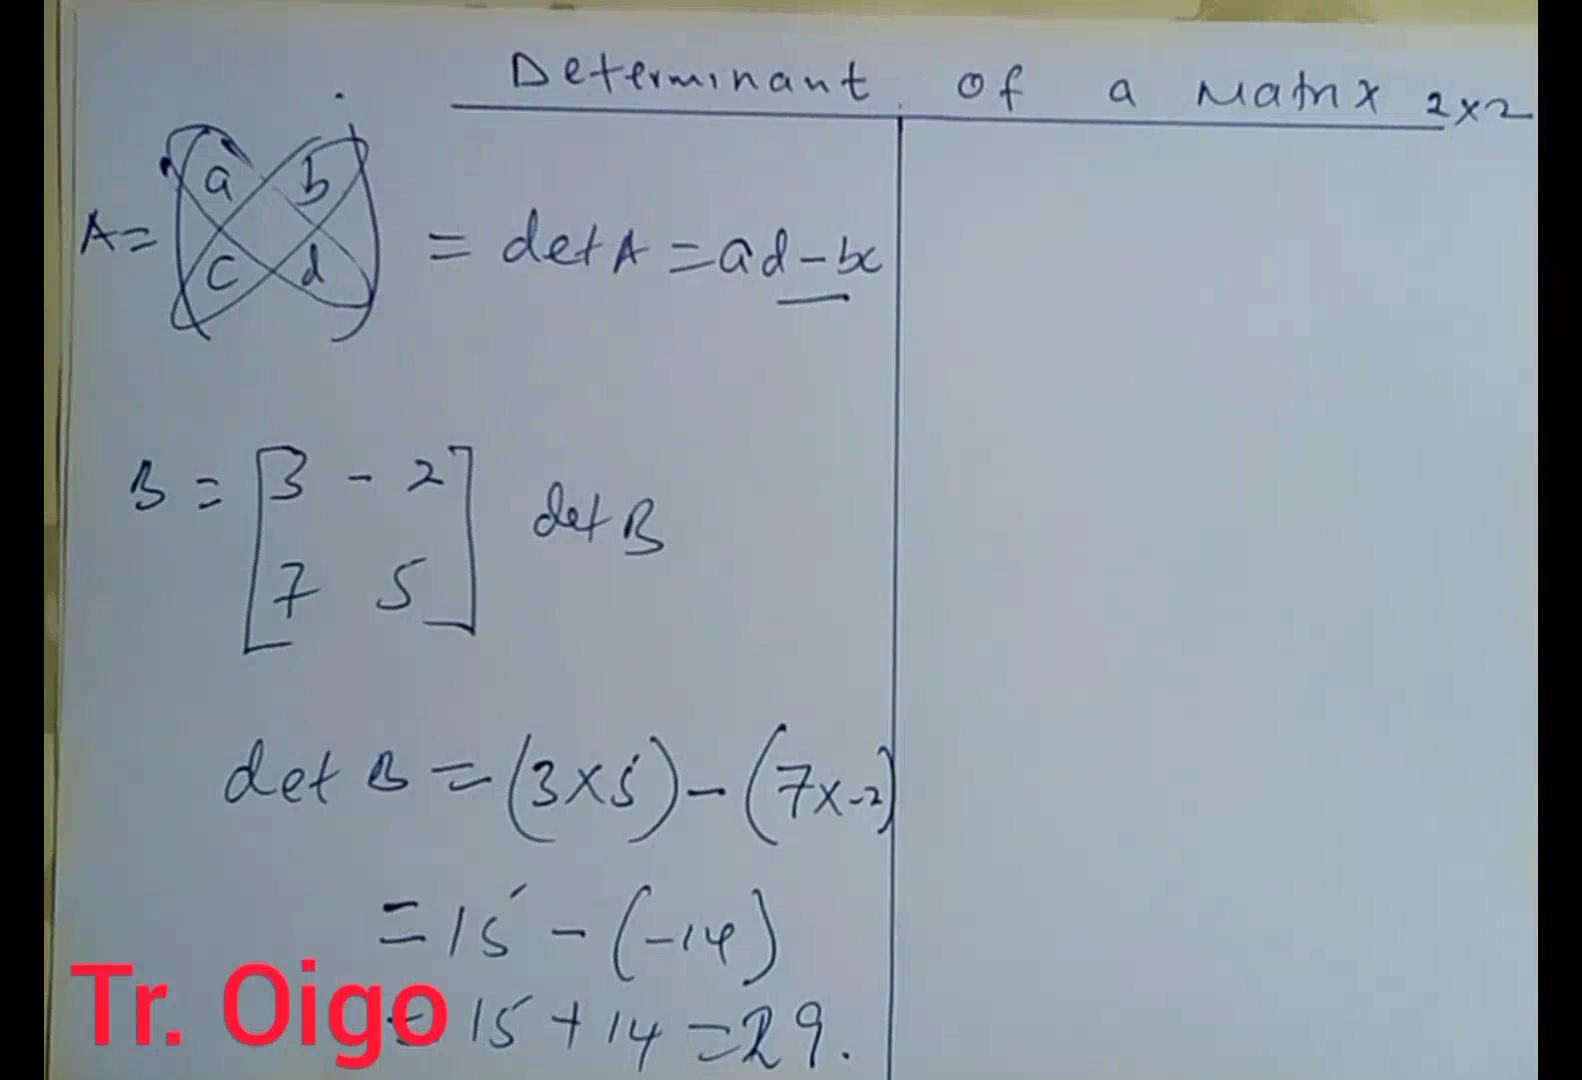 Determinant of a Matrix 2x2
A = (a b
c d) = det A = ad - bc
B = [3 -2
7 5] det B
det B = (3x5) - (7x-2)
= 15 - (-14)
= 15 + 14 = 29.
Tr. Oigo